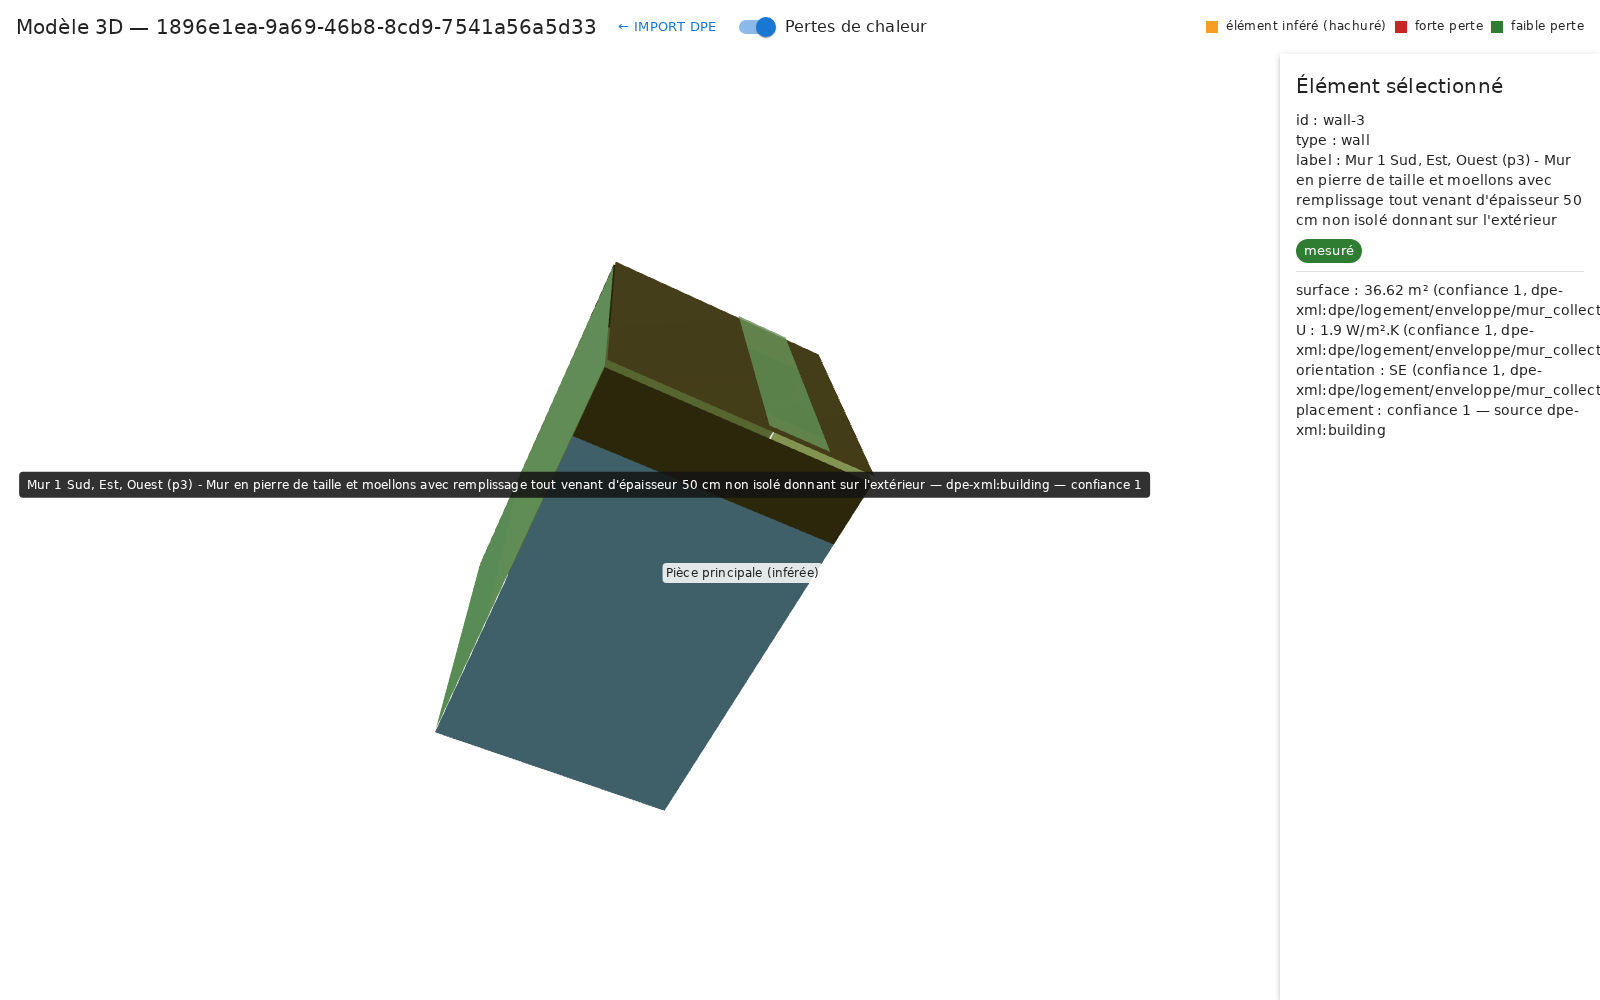 Modèle 3D — 1896e1ea-9a69-46b8-8cd9-7541a56a5d33
← IMPORT DPE
Pertes de chaleur
élément inféré (hachuré)
forte perte
faible perte
Élément sélectionné
id : wall-3
type : wall
label : Mur 1 Sud, Est, Ouest (p3) - Mur
en pierre de taille et moellons avec
remplissage tout venant d'épaisseur 50
cm non isolé donnant sur l'extérieur
mesuré
surface : 36.62 m² (confiance 1, dpe-
xml:dpe/logement/enveloppe/mur_collect
U : 1.9 W/m².K (confiance 1, dpe-
xml:dpe/logement/enveloppe/mur_collect
orientation : SE (confiance 1, dpe-
xml:dpe/logement/enveloppe/mur_collect
placement : confiance 1 — source dpe-
xml:building
Mur 1 Sud, Est, Ouest (p3) - Mur en pierre de taille et moellons avec remplissage tout venant d'épaisseur 50 cm non isolé donnant sur l'extérieur — dpe-xml:building — confiance 1
Pièce principale (inférée)